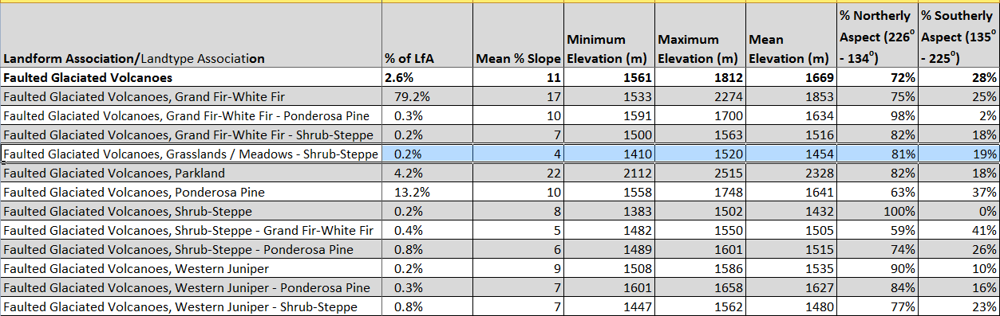 Landform Association/Landtype Association % of LfA Mean % Slope Minimum Elevation (m) Maximum Elevation (m) Mean Elevation (m) % Northerly Aspect (226º - 134º) % Southerly Aspect (135º - 225º)
Faulted Glaciated Volcanoes 2.6% 11 1561 1812 1669 72% 28%
Faulted Glaciated Volcanoes, Grand Fir-White Fir 79.2% 17 1533 2274 1853 75% 25%
Faulted Glaciated Volcanoes, Grand Fir-White Fir - Ponderosa Pine 0.3% 10 1591 1700 1634 98% 2%
Faulted Glaciated Volcanoes, Grand Fir-White Fir - Shrub-Steppe 0.2% 7 1500 1563 1516 82% 18%
Faulted Glaciated Volcanoes, Grasslands / Meadows - Shrub-Steppe 0.2% 4 1410 1520 1454 81% 19%
Faulted Glaciated Volcanoes, Parkland 4.2% 22 2112 2515 2328 82% 18%
Faulted Glaciated Volcanoes, Ponderosa Pine 13.2% 10 1558 1748 1641 63% 37%
Faulted Glaciated Volcanoes, Shrub-Steppe 0.2% 8 1383 1502 1432 100% 0%
Faulted Glaciated Volcanoes, Shrub-Steppe - Grand Fir-White Fir 0.4% 5 1482 1550 1505 59% 41%
Faulted Glaciated Volcanoes, Shrub-Steppe - Ponderosa Pine 0.8% 6 1489 1601 1515 74% 26%
Faulted Glaciated Volcanoes, Western Juniper 0.2% 9 1508 1586 1535 90% 10%
Faulted Glaciated Volcanoes, Western Juniper - Ponderosa Pine 0.3% 7 1601 1658 1627 84% 16%
Faulted Glaciated Volcanoes, Western Juniper - Shrub-Steppe 0.8% 7 1447 1562 1480 77% 23%